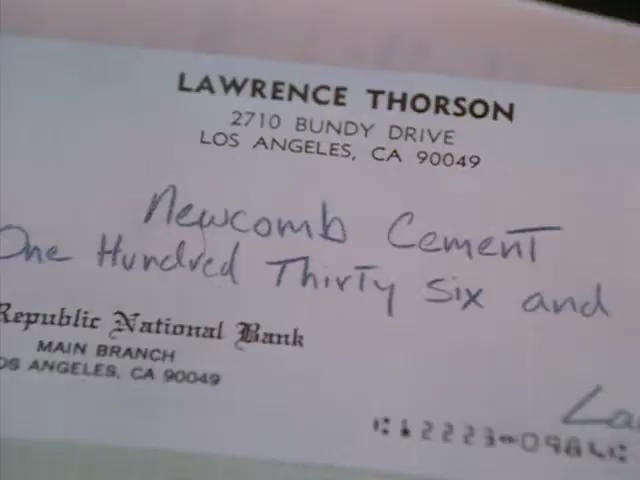 LAWRENCE THORSON
2710 BUNDY DRIVE
LOS ANGELES, CA 90049
Newcomb Cement
One Hundred Thirty Six and
Republic National Bank
MAIN BRANCH
LOS ANGELES, CA 90049
La